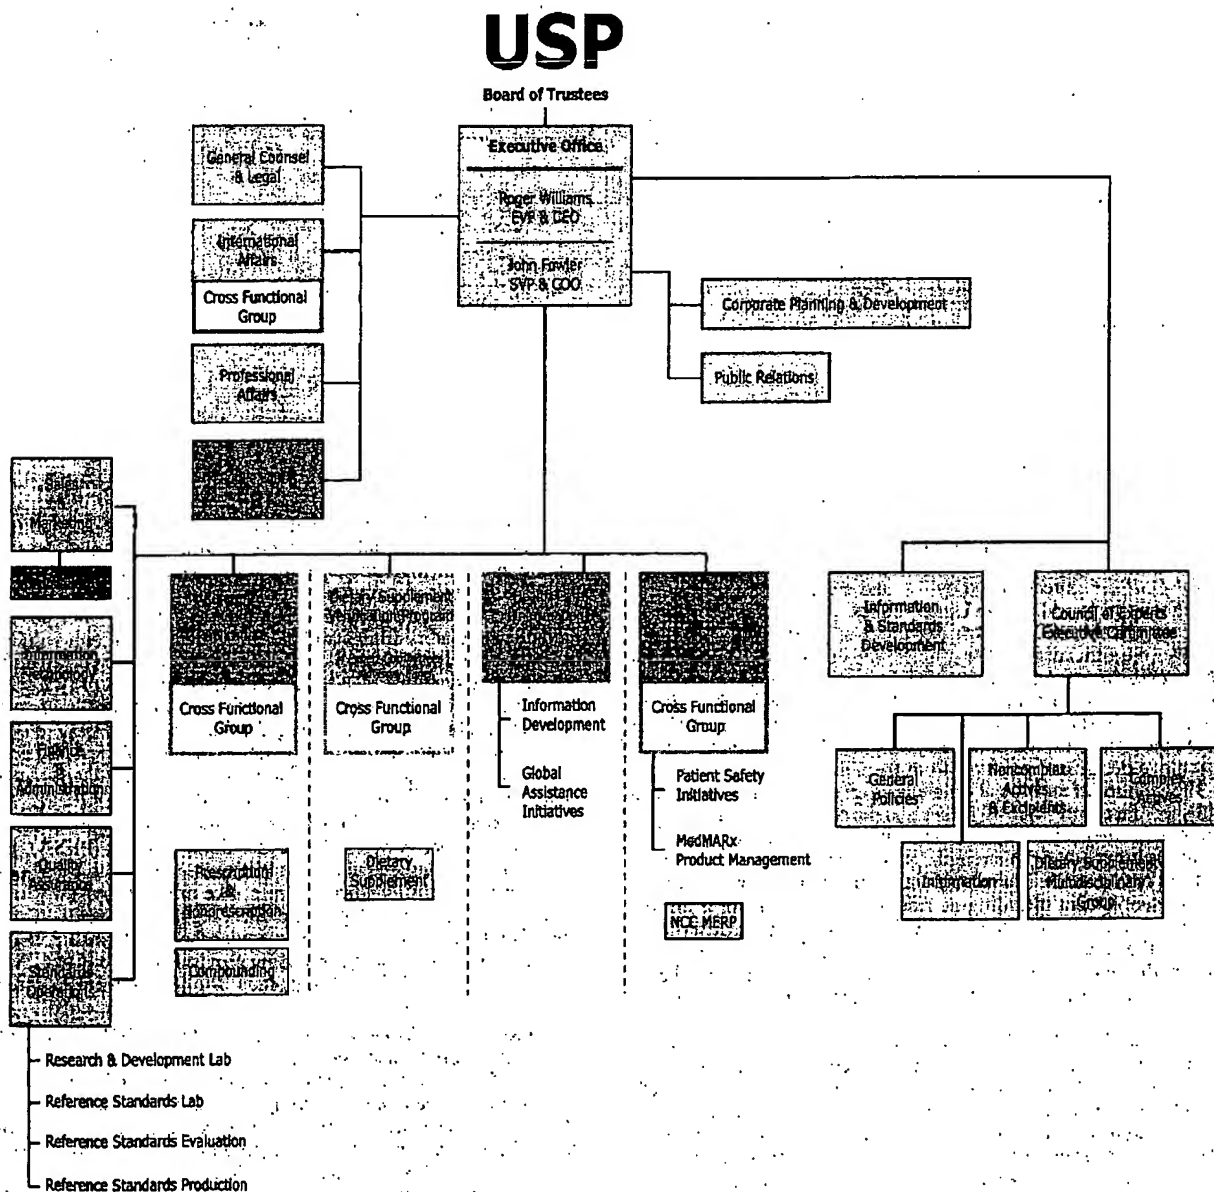 USP
Board of Trustees
Executive Office
Roger Williams
EVP & CEO
John Fowler
SVP & COO
General Counsel
& Legal
International
Affairs
Cross Functional
Group
Professional
Affairs
Corporate Planning & Development
Public Relations
Sales
&
Marketing
Information
Technology
Finance
&
Administration
Quality
Assurance
Standards
Research & Development Lab
Reference Standards Lab
Reference Standards Evaluation
Reference Standards Production
Cross Functional
Group
Prescription
&
Nonprescription
Compounding
Dietary Supplement
Verification Program
Cross Functional
Group
Dietary
Supplement
Information
Development
Global
Assistance
Initiatives
Cross Functional
Group
Patient Safety
Initiatives
MedMARx
Product Management
NCC MERP
Information
& Standards
Development
Council of Experts
Executive Committee
General
Policies
Noncomplex
Actives
& Excipients
Complex
Actives
Information
Dietary Supplement
Multidisciplinary
Group